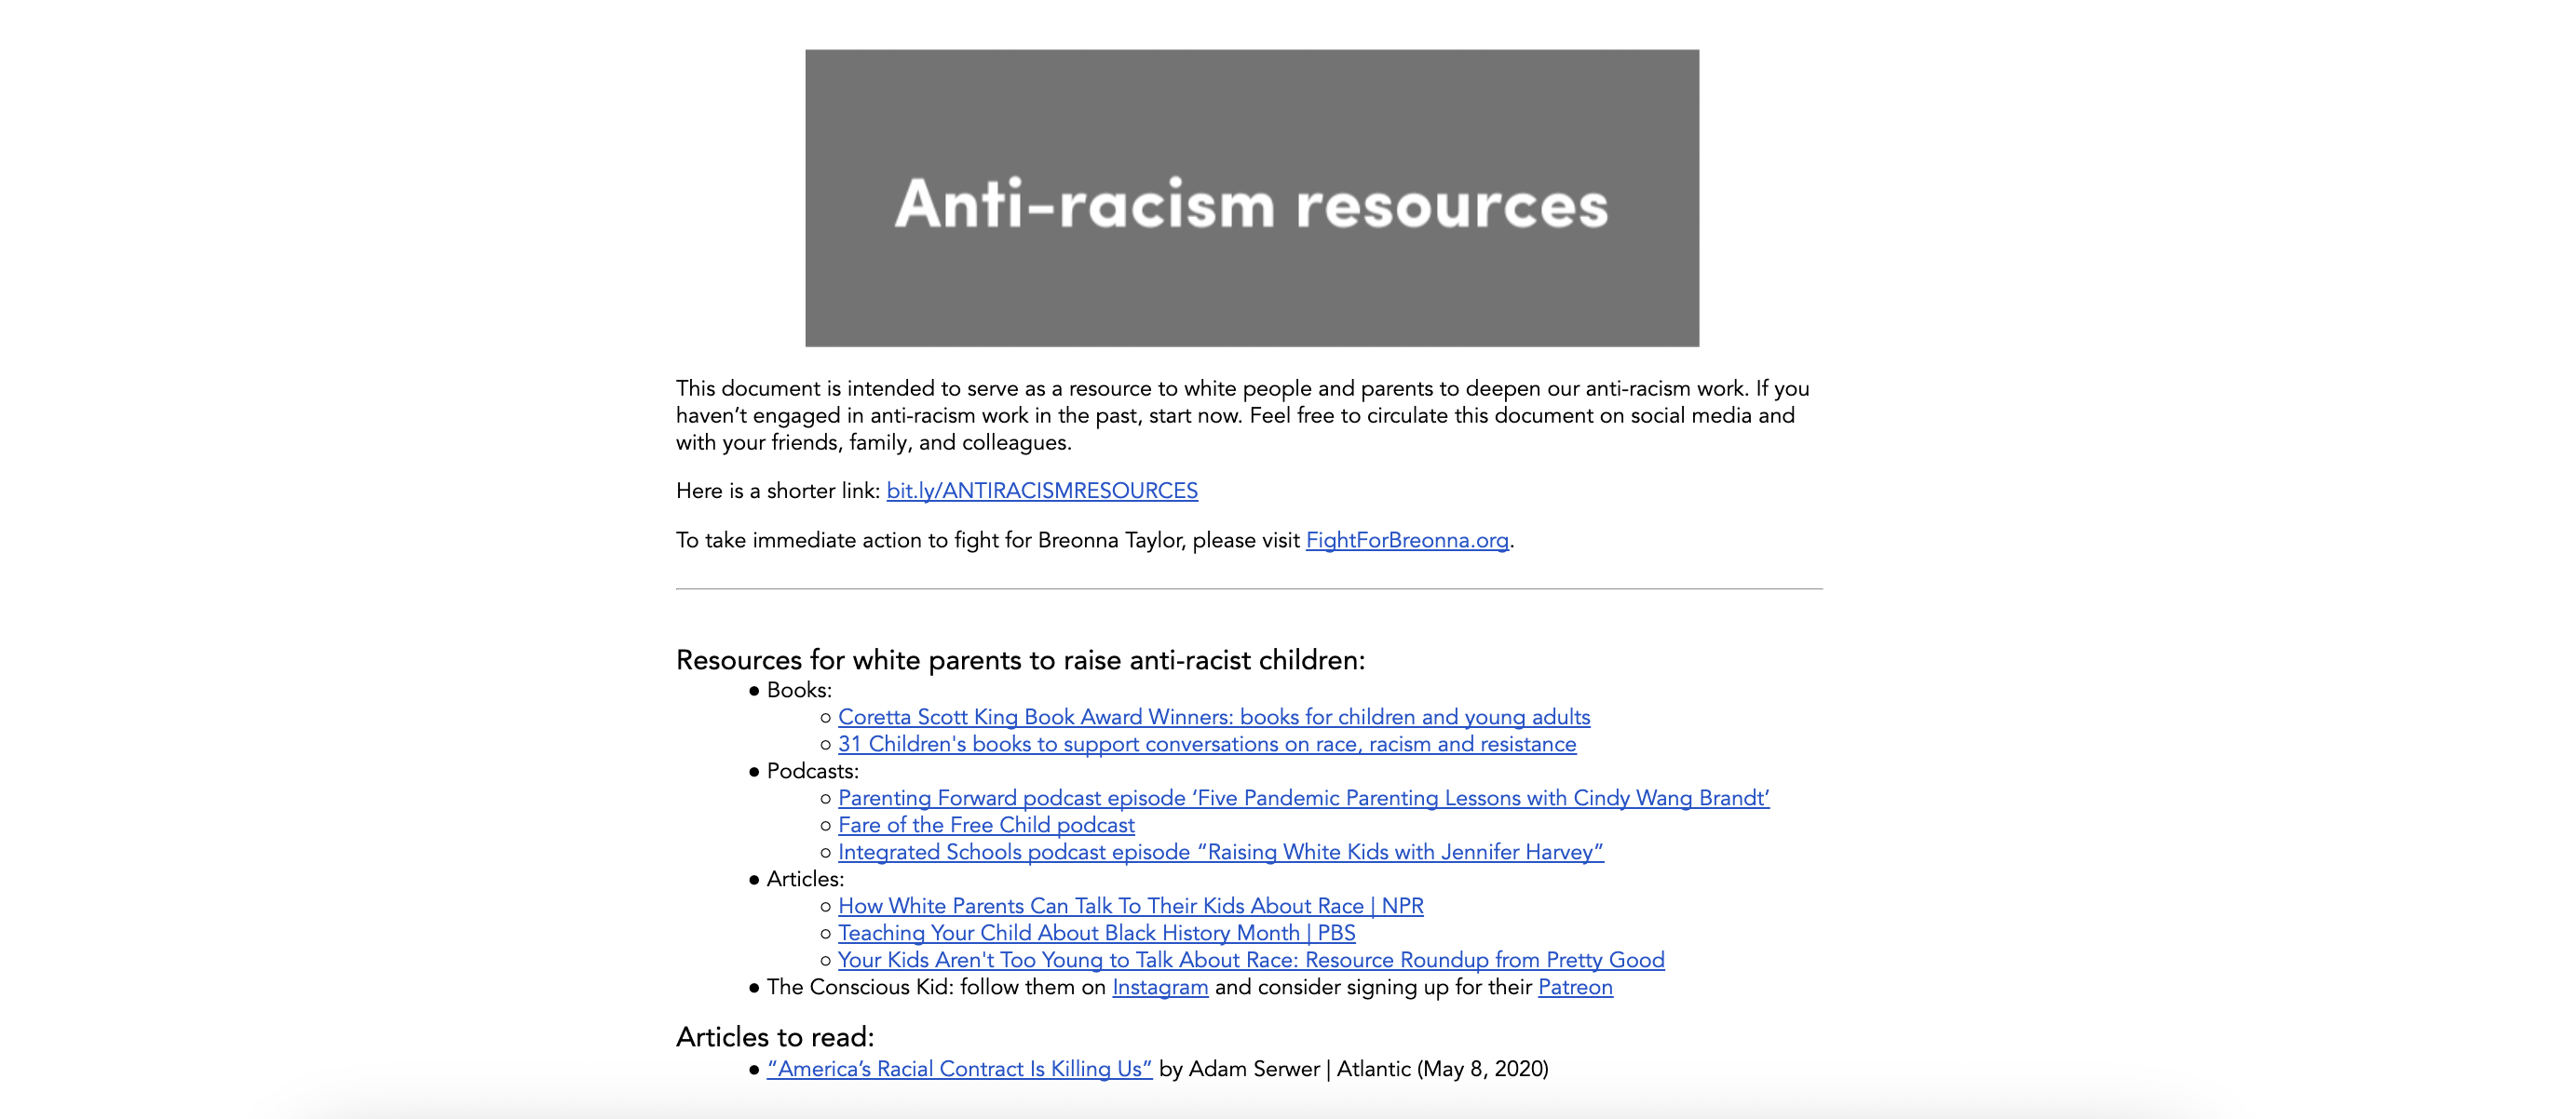 Anti-racism resources
This document is intended to serve as a resource to white people and parents to deepen our anti-racism work. If you
haven’t engaged in anti-racism work in the past, start now. Feel free to circulate this document on social media and
with your friends, family, and colleagues.
Here is a shorter link: bit.ly/ANTIRACISMRESOURCES
To take immediate action to fight for Breonna Taylor, please visit FightForBreonna.org.
Resources for white parents to raise anti-racist children:
● Books:
○ Coretta Scott King Book Award Winners: books for children and young adults
○ 31 Children's books to support conversations on race, racism and resistance
● Podcasts:
○ Parenting Forward podcast episode ‘Five Pandemic Parenting Lessons with Cindy Wang Brandt’
○ Fare of the Free Child podcast
○ Integrated Schools podcast episode “Raising White Kids with Jennifer Harvey”
● Articles:
○ How White Parents Can Talk To Their Kids About Race | NPR
○ Teaching Your Child About Black History Month | PBS
○ Your Kids Aren't Too Young to Talk About Race: Resource Roundup from Pretty Good
● The Conscious Kid: follow them on Instagram and consider signing up for their Patreon
Articles to read:
● “America’s Racial Contract Is Killing Us” by Adam Serwer | Atlantic (May 8, 2020)